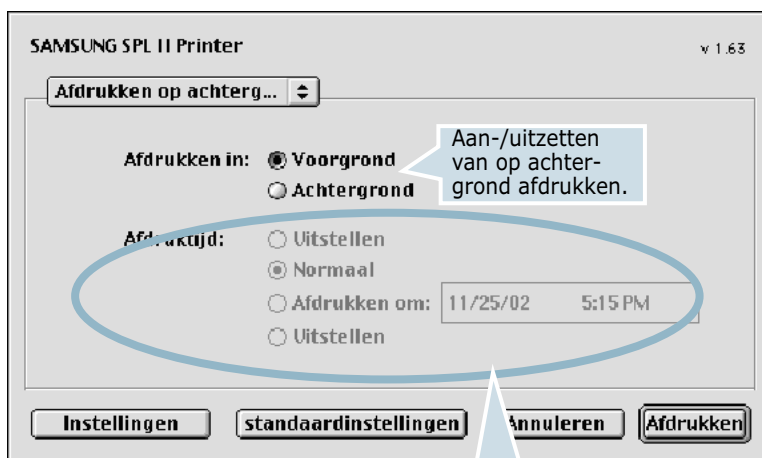 SAMSUNG SPL II Printer v 1.63
Afdrukken op achterg...
Afdrukken in: Voorgrond
Achtergrond
Aan-/uitzetten
van op achter-
grond afdrukken.
Afdruktijd: Uitstellen
Normaal
Afdrukken om: 11/25/02 5:15 PM
Uitstellen
Instellingen standaardinstellingen Annuleren Afdrukken